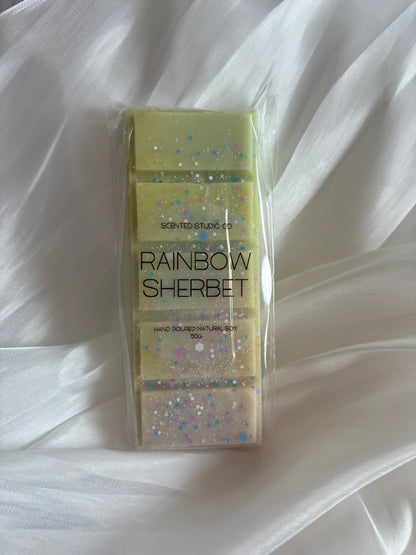 SCENTED STUDIO CO
RAINBOW
SHERBET
HAND POURED NATURAL SOY
50G